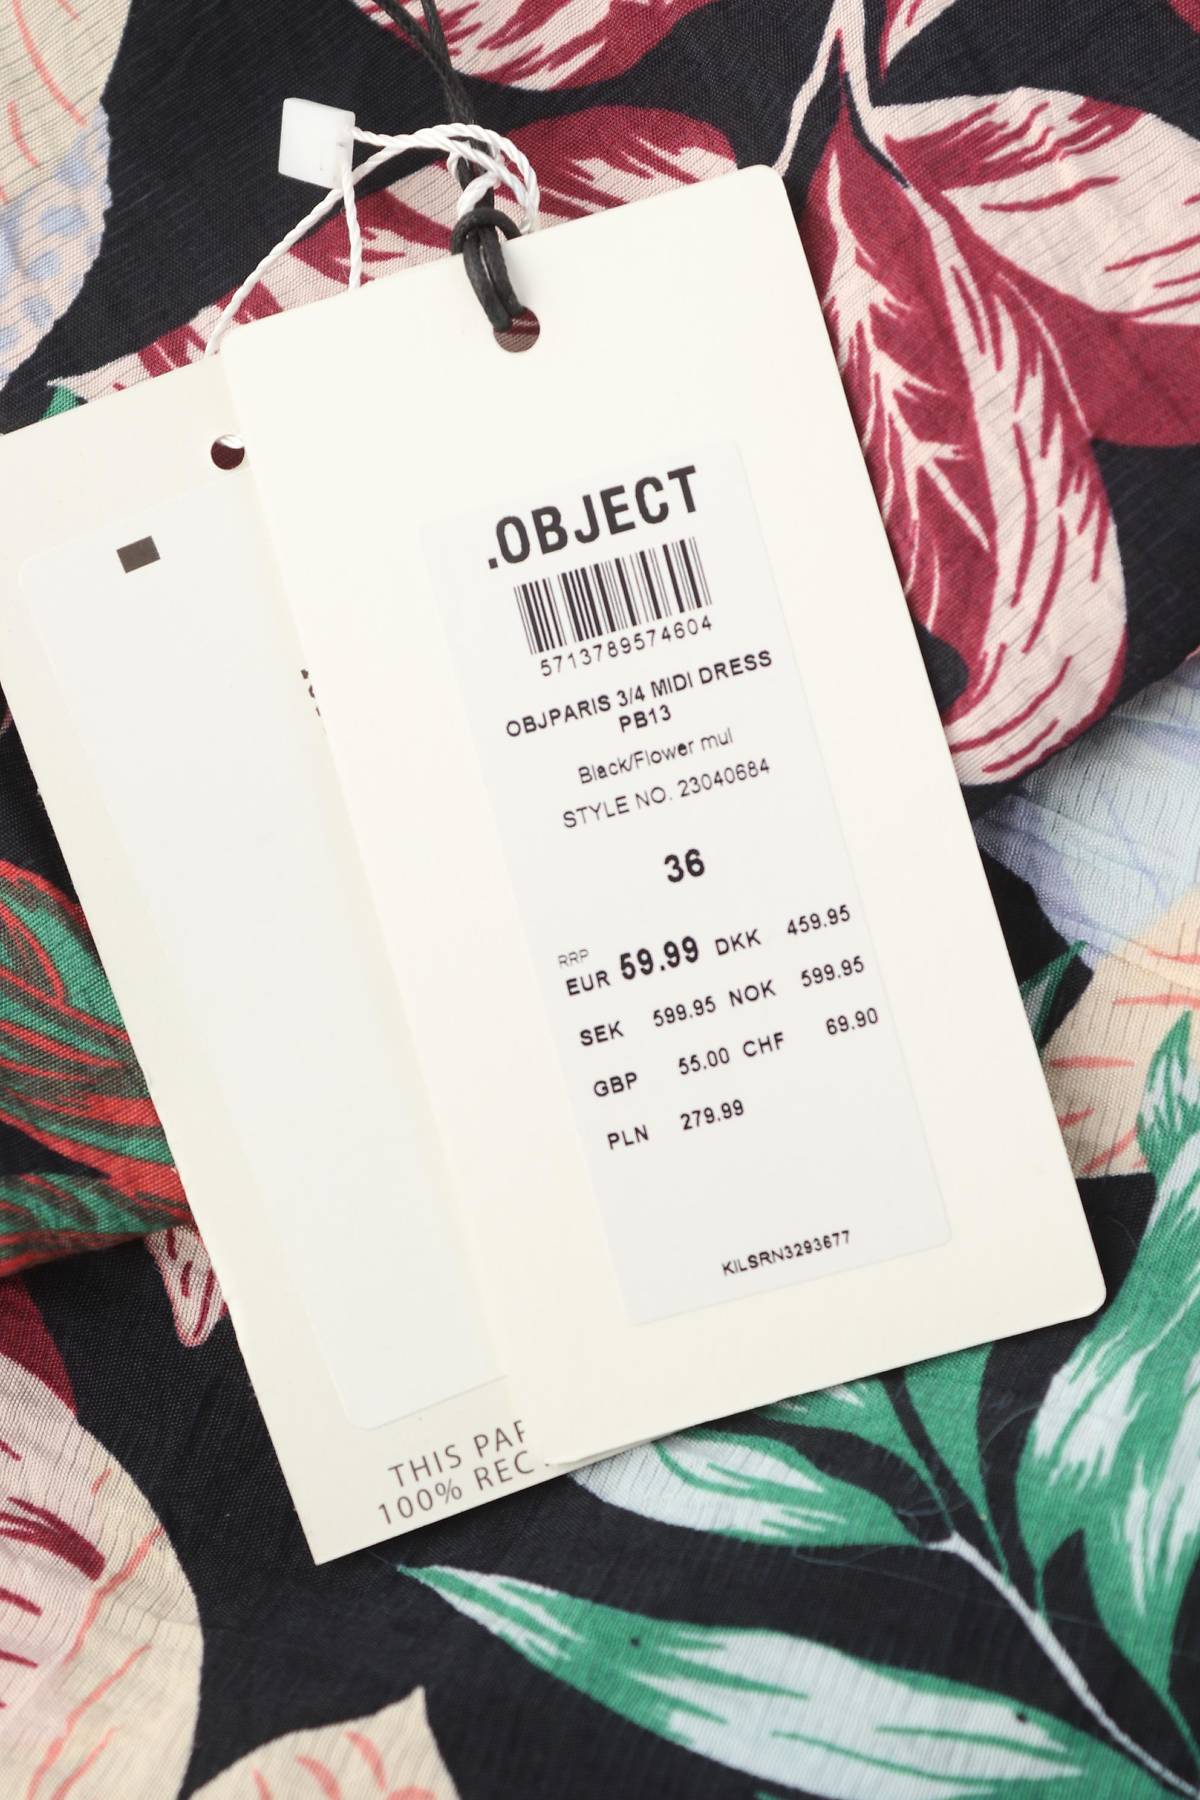 .OBJECT
5713789574604
OBJPARIS 3/4 MIDI DRESS
PB13
Black/Flower mul
STYLE NO. 23040684
36
RRP
EUR 59.99 DKK 459.95
SEK 599.95 NOK 599.95
GBP 55.00 CHF 69.90
PLN 279.99
KILSRN3293677
THIS
100%